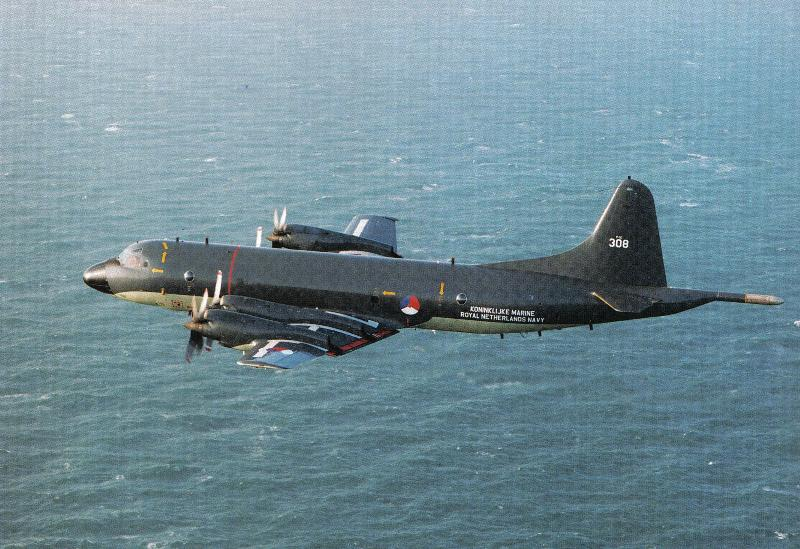 308
KONINKLIJKE MARINE
ROYAL NETHERLANDS NAVY